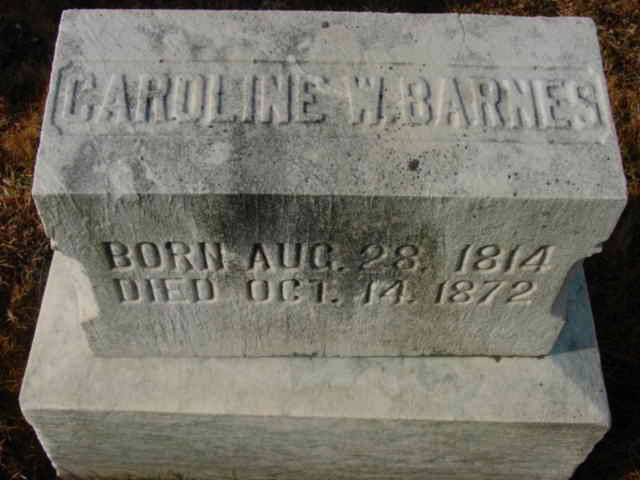 CAROLINE W. BARNES
BORN AUG. 28. 1814
DIED OCT. 14. 1872